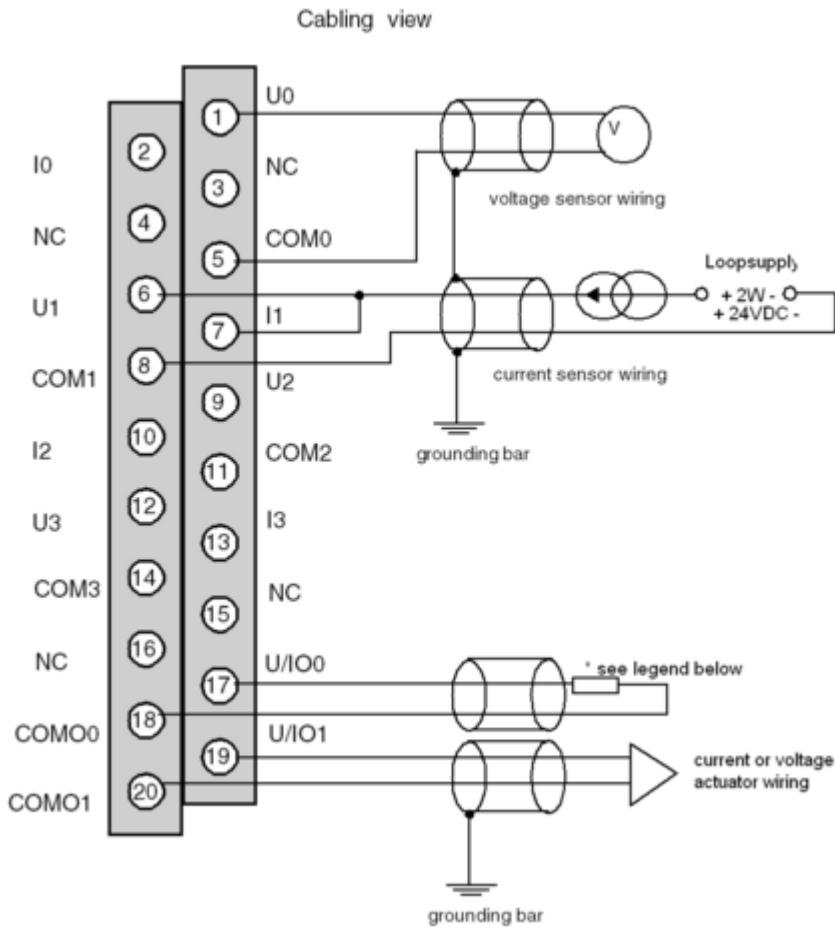 Cabling view
U0
1
2
I0
NC
3
V
voltage sensor wiring
4
NC
COM0
5
Loopsupply
6
U1
+ 2W -
+ 24VDC -
I1
7
8
COM1
U2
current sensor wiring
9
10
I2
COM2
grounding bar
11
12
U3
I3
13
14
COM3
NC
15
16
NC
U/IO0
* see legend below
17
18
COMO0
U/IO1
19
current or voltage
actuator wiring
20
COMO1
grounding bar